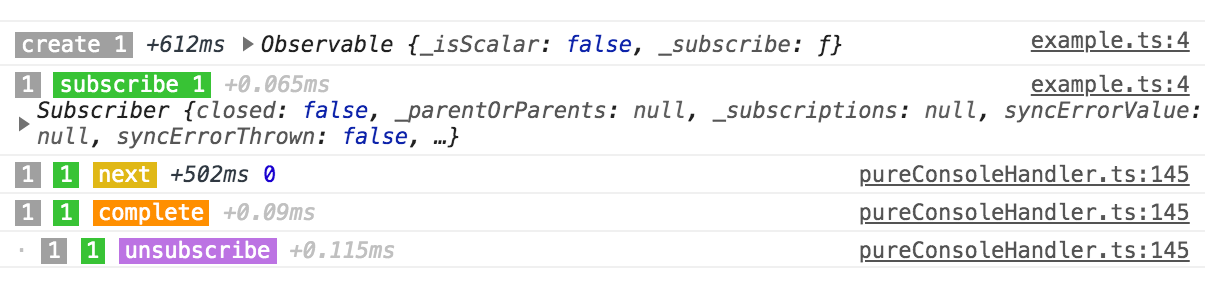 create 1 +612ms ▶Observable {_isScalar: false, _subscribe: ƒ} example.ts:4
1 subscribe 1 +0.065ms example.ts:4
▶ Subscriber {closed: false, _parentOrParents: null, _subscriptions: null, syncErrorValue:
null, syncErrorThrown: false, …}
1 1 next +502ms 0 pureConsoleHandler.ts:145
1 1 complete +0.09ms pureConsoleHandler.ts:145
· 1 1 unsubscribe +0.115ms pureConsoleHandler.ts:145